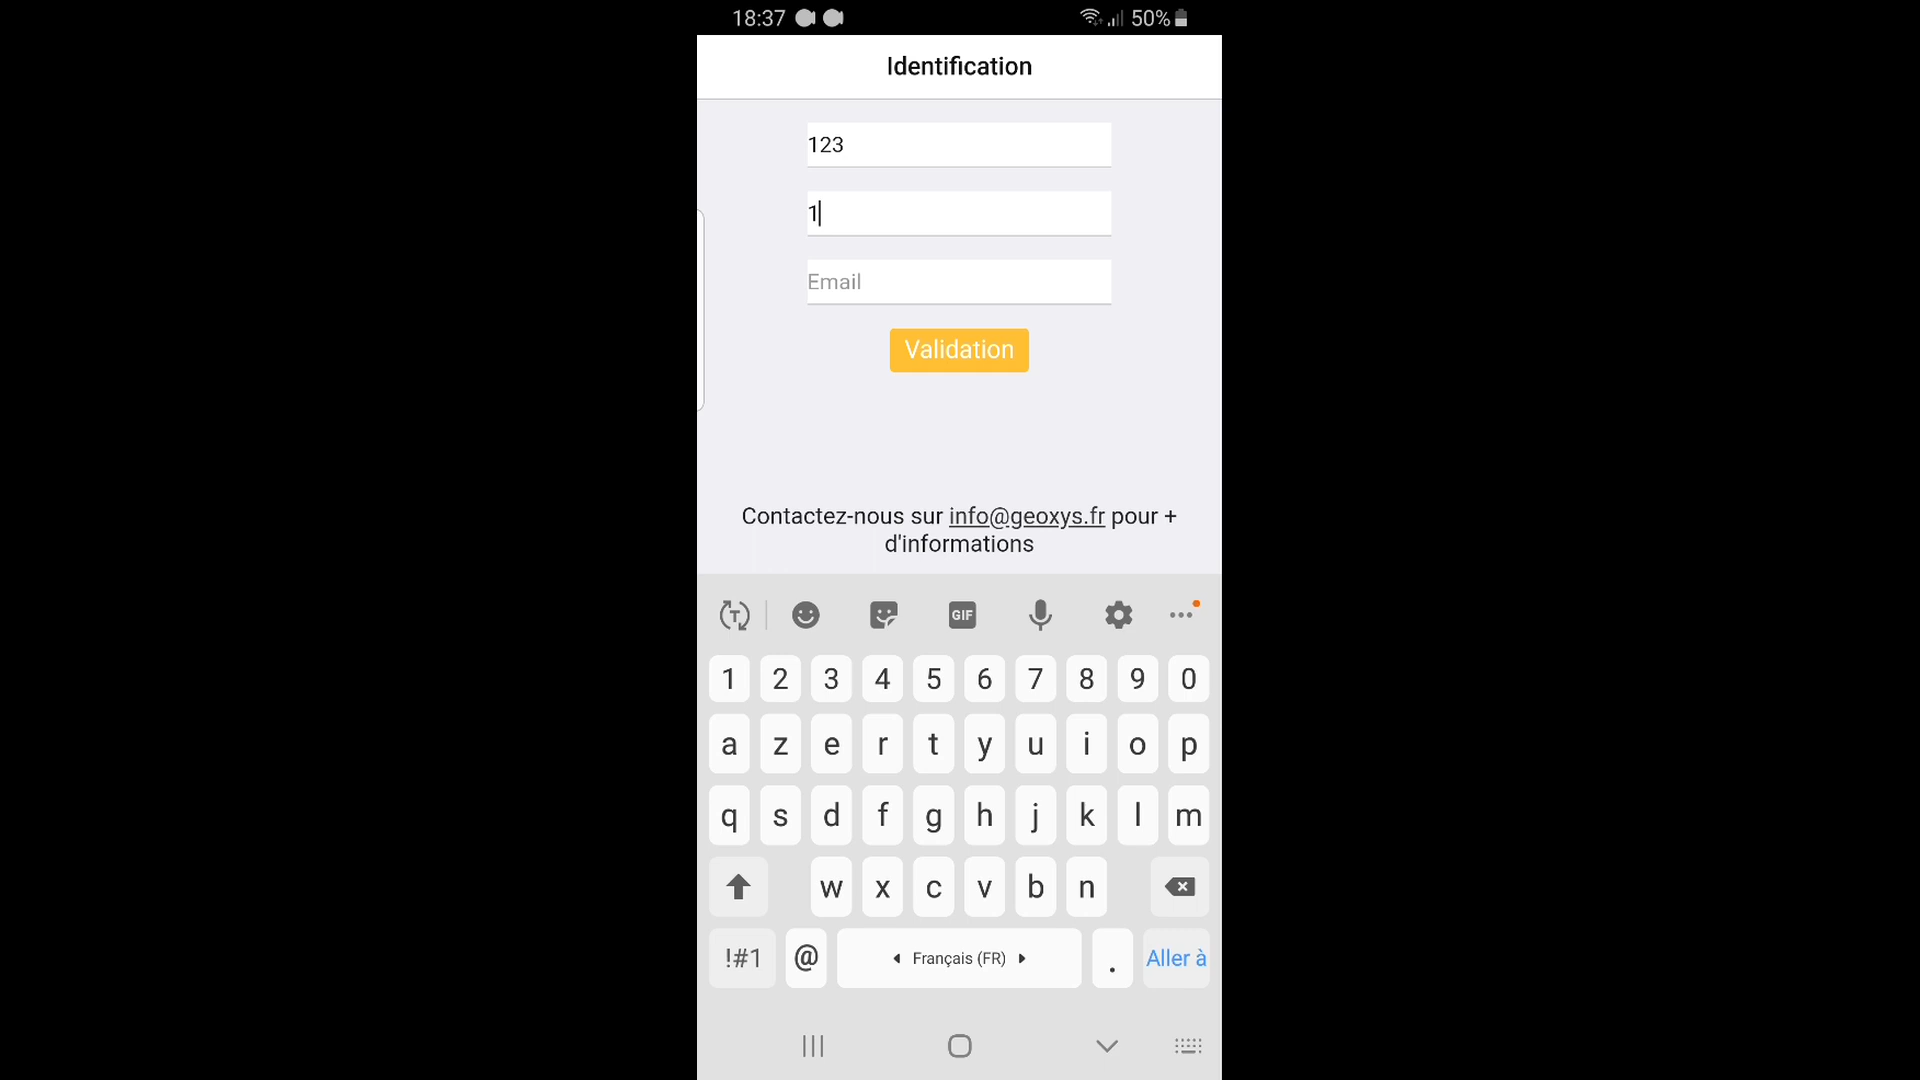 18:37 50%
Identification
123
1
Email
Validation
Contactez-nous sur info@geoxys.fr pour +
d'informations
T GIF
1 2 3 4 5 6 7 8 9 0
a z e r t y u i o p
q s d f g h j k l m
w x c v b n
!#1 @ Français (FR) . Aller à